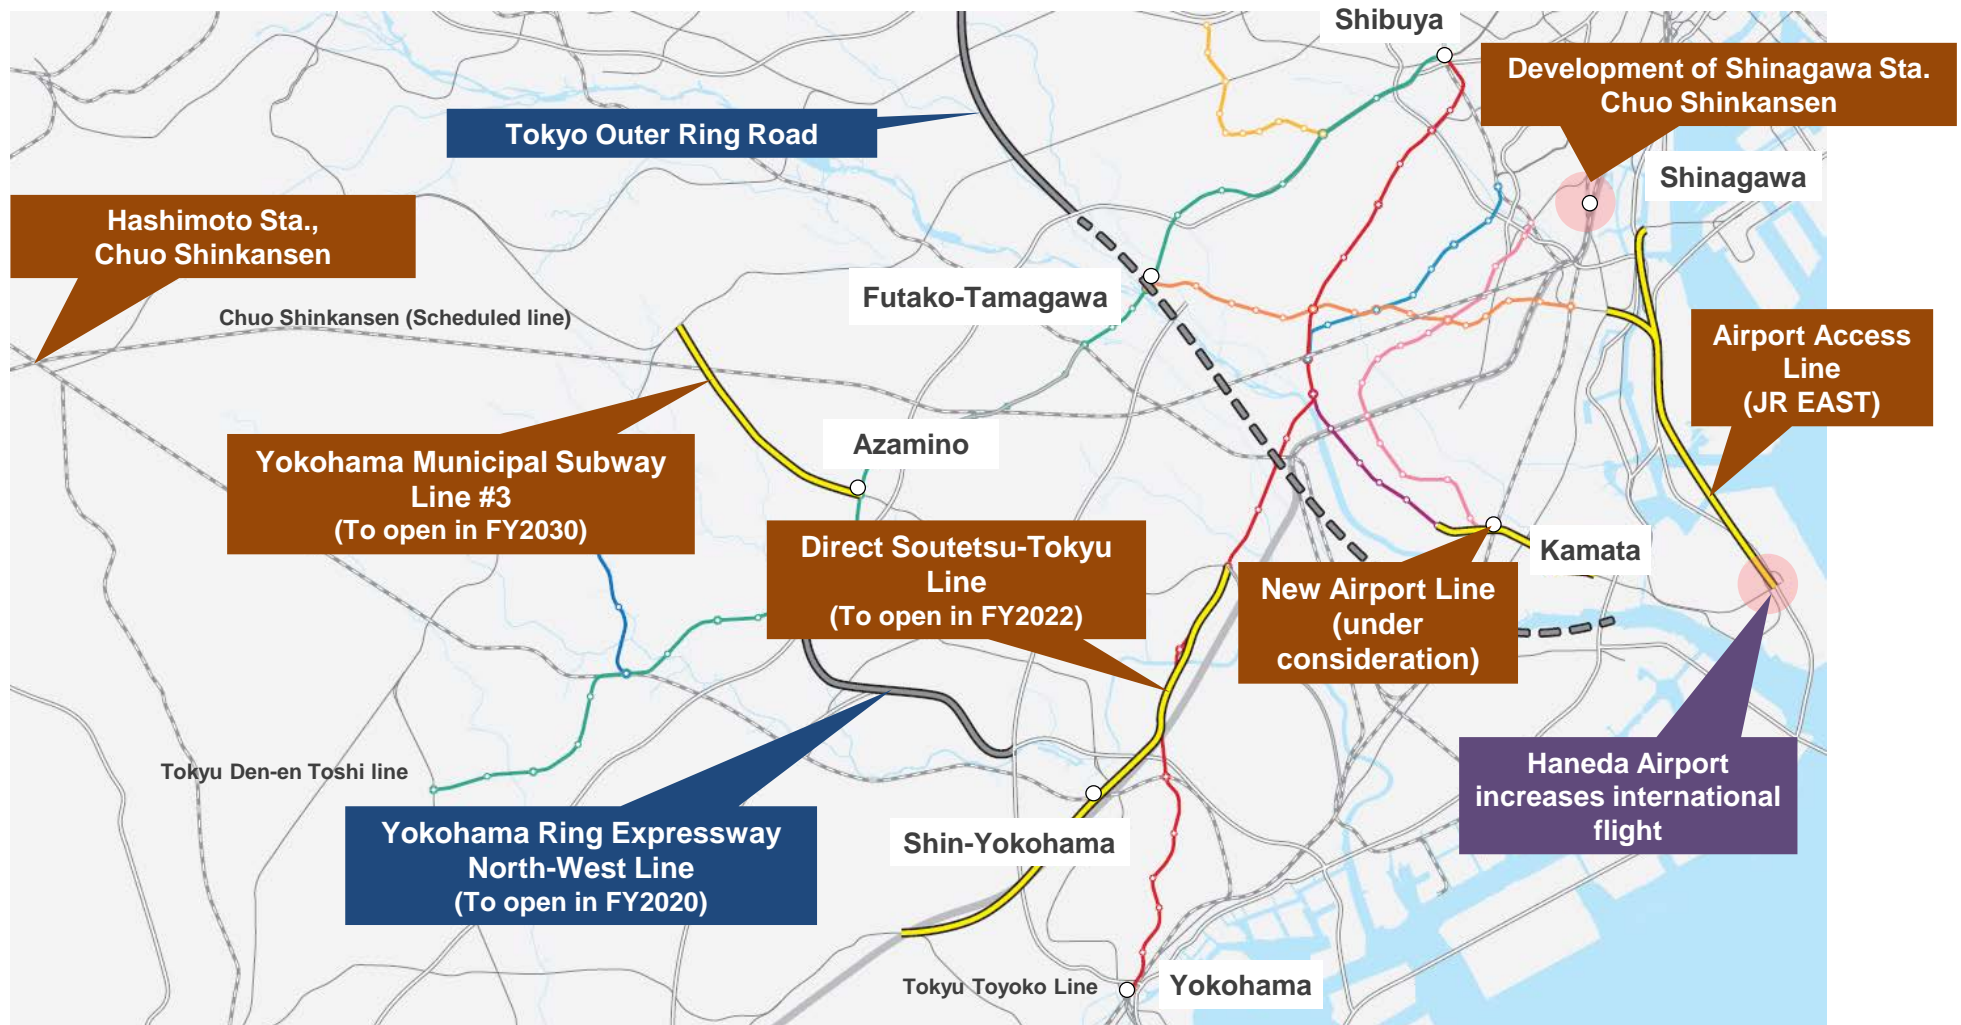 Shibuya
Development of Shinagawa Sta.
Chuo Shinkansen
Tokyo Outer Ring Road
Shinagawa
Hashimoto Sta.,
Chuo Shinkansen
Futako-Tamagawa
Chuo Shinkansen (Scheduled line)
Airport Access
Line
(JR EAST)
Azamino
Yokohama Municipal Subway
Line #3
(To open in FY2030)
Direct Soutetsu-Tokyu
Line
(To open in FY2022)
Kamata
New Airport Line
(under
consideration)
Tokyu Den-en Toshi line
Haneda Airport
increases international
flight
Yokohama Ring Expressway
North-West Line
(To open in FY2020)
Shin-Yokohama
Tokyu Toyoko Line
Yokohama